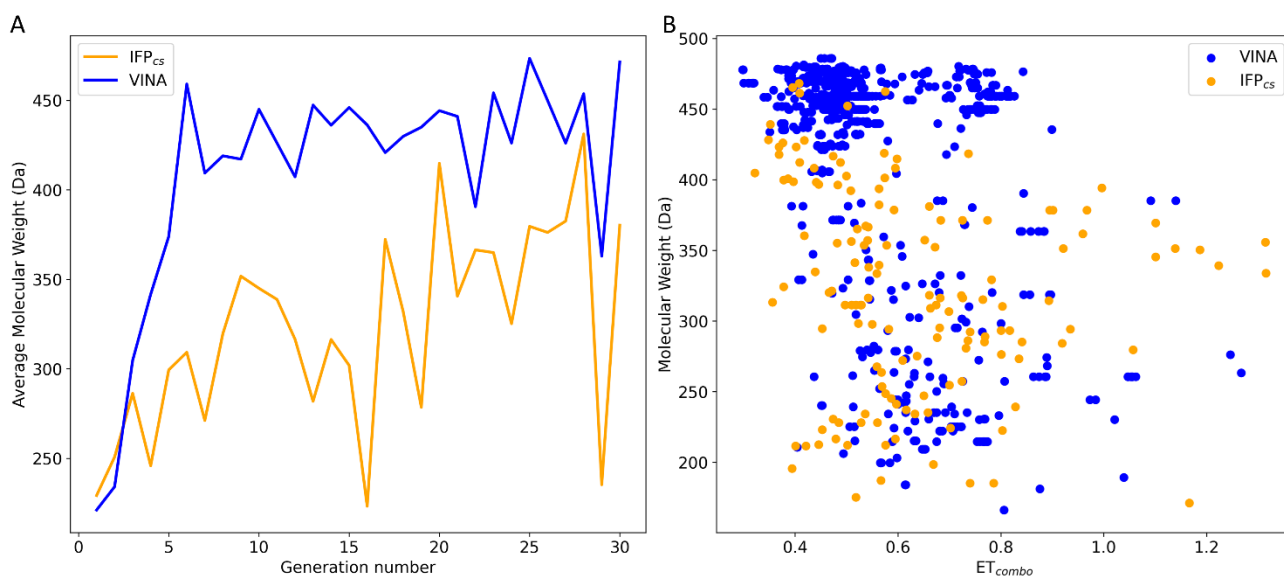 A
IFPcs
VINA
450
400
350
300
250
Average Molecular Weight (Da)
0
5
10
15
20
25
30
Generation number
B
VINA
IFPcs
500
450
400
350
300
250
200
Molecular Weight (Da)
0.4
0.6
0.8
1.0
1.2
ETcombo